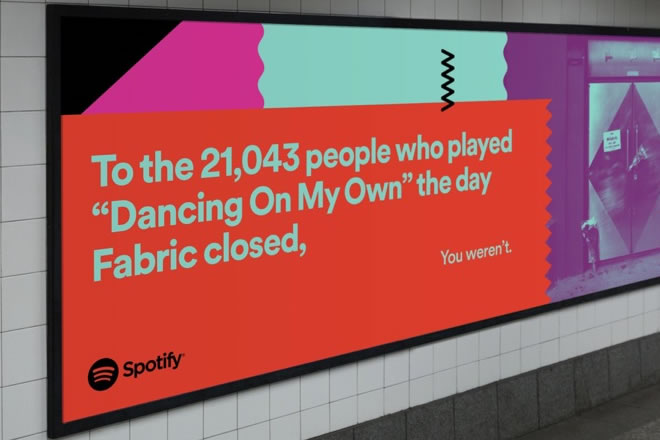 To the 21,043 people who played
“Dancing On My Own” the day
Fabric closed,
You weren’t.
Spotify®